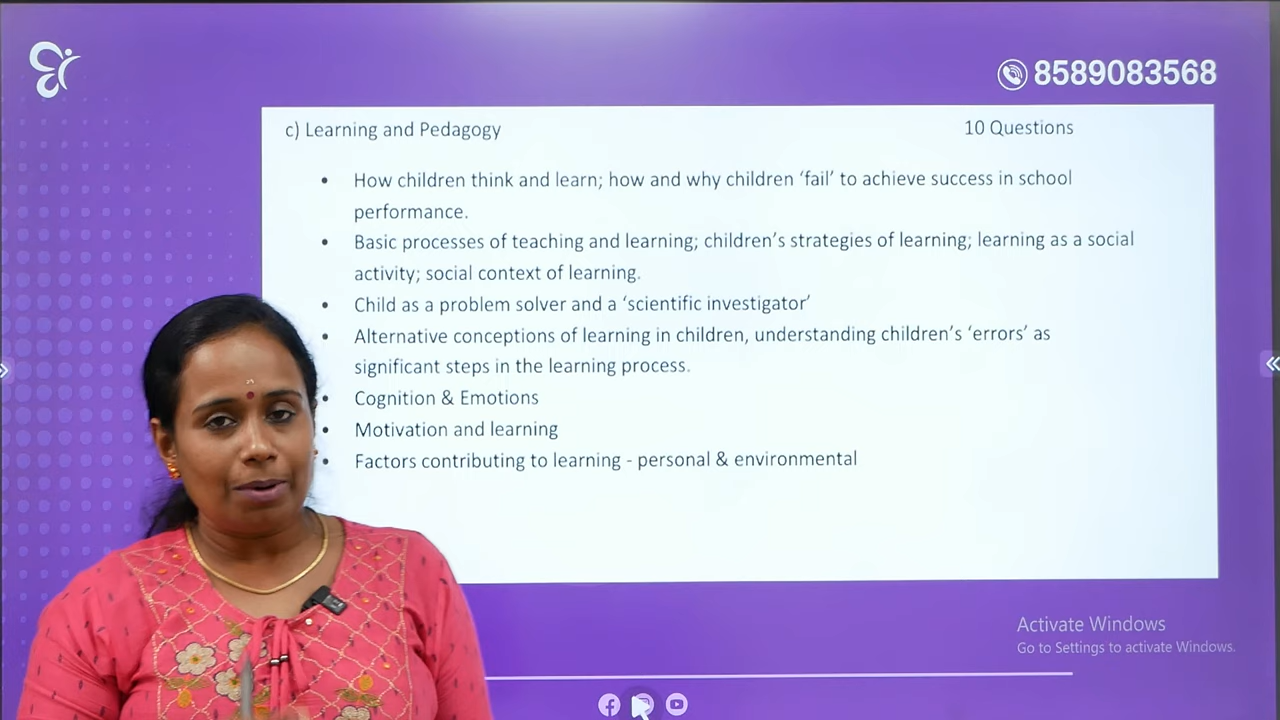 8589083568
c) Learning and Pedagogy 10 Questions
• How children think and learn; how and why children ‘fail’ to achieve success in school
performance.
• Basic processes of teaching and learning; children’s strategies of learning; learning as a social
activity; social context of learning.
• Child as a problem solver and a ‘scientific investigator’
• Alternative conceptions of learning in children, understanding children’s ‘errors’ as
significant steps in the learning process.
• Cognition & Emotions
• Motivation and learning
• Factors contributing to learning - personal & environmental
Activate Windows
Go to Settings to activate Windows.